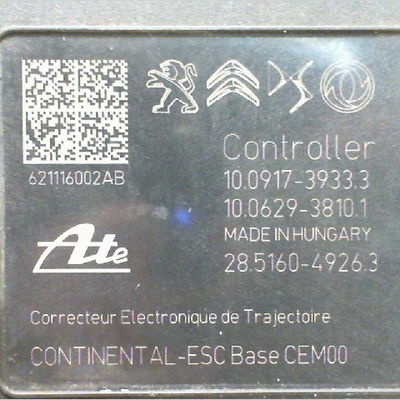 Controller
621116002AB
10.0917-3933.3
10.0629-3810.1
MADE IN HUNGARY
Ate
28.5160-4926.3
Correcteur Electronique de Trajectoire
CONTINENTAL-ESC Base CEM00